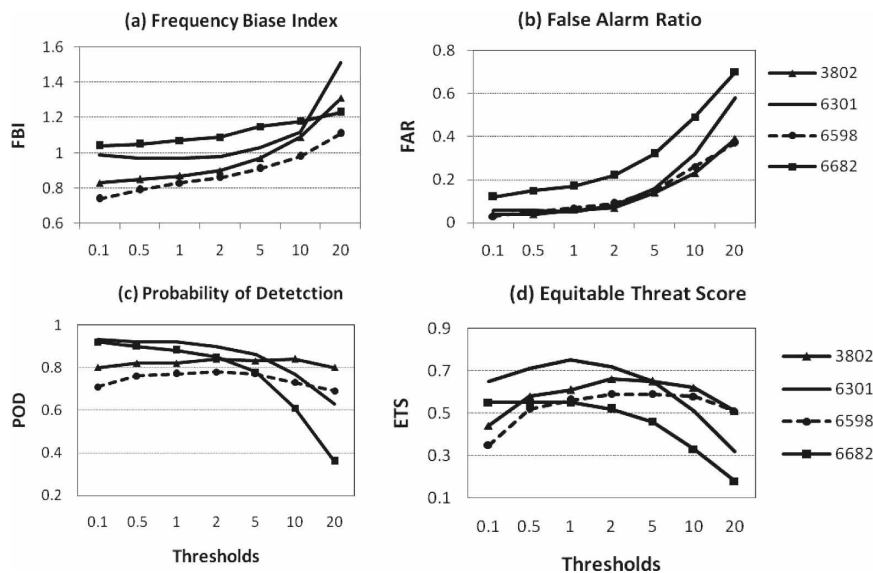 (a) Frequency Biase Index
1.6
1.4
1.2
1
0.8
0.6
FBI
0.1 0.5 1 2 5 10 20
(b) False Alarm Ratio
0.8
0.6
0.4
0.2
0
FAR
0.1 0.5 1 2 5 10 20
3802
6301
6598
6682
(c) Probability of Detetction
1
0.8
0.6
0.4
0.2
POD
0.1 0.5 1 2 5 10 20
Thresholds
(d) Equitable Threat Score
0.9
0.7
0.5
0.3
0.1
ETS
0.1 0.5 1 2 5 10 20
Thresholds
3802
6301
6598
6682